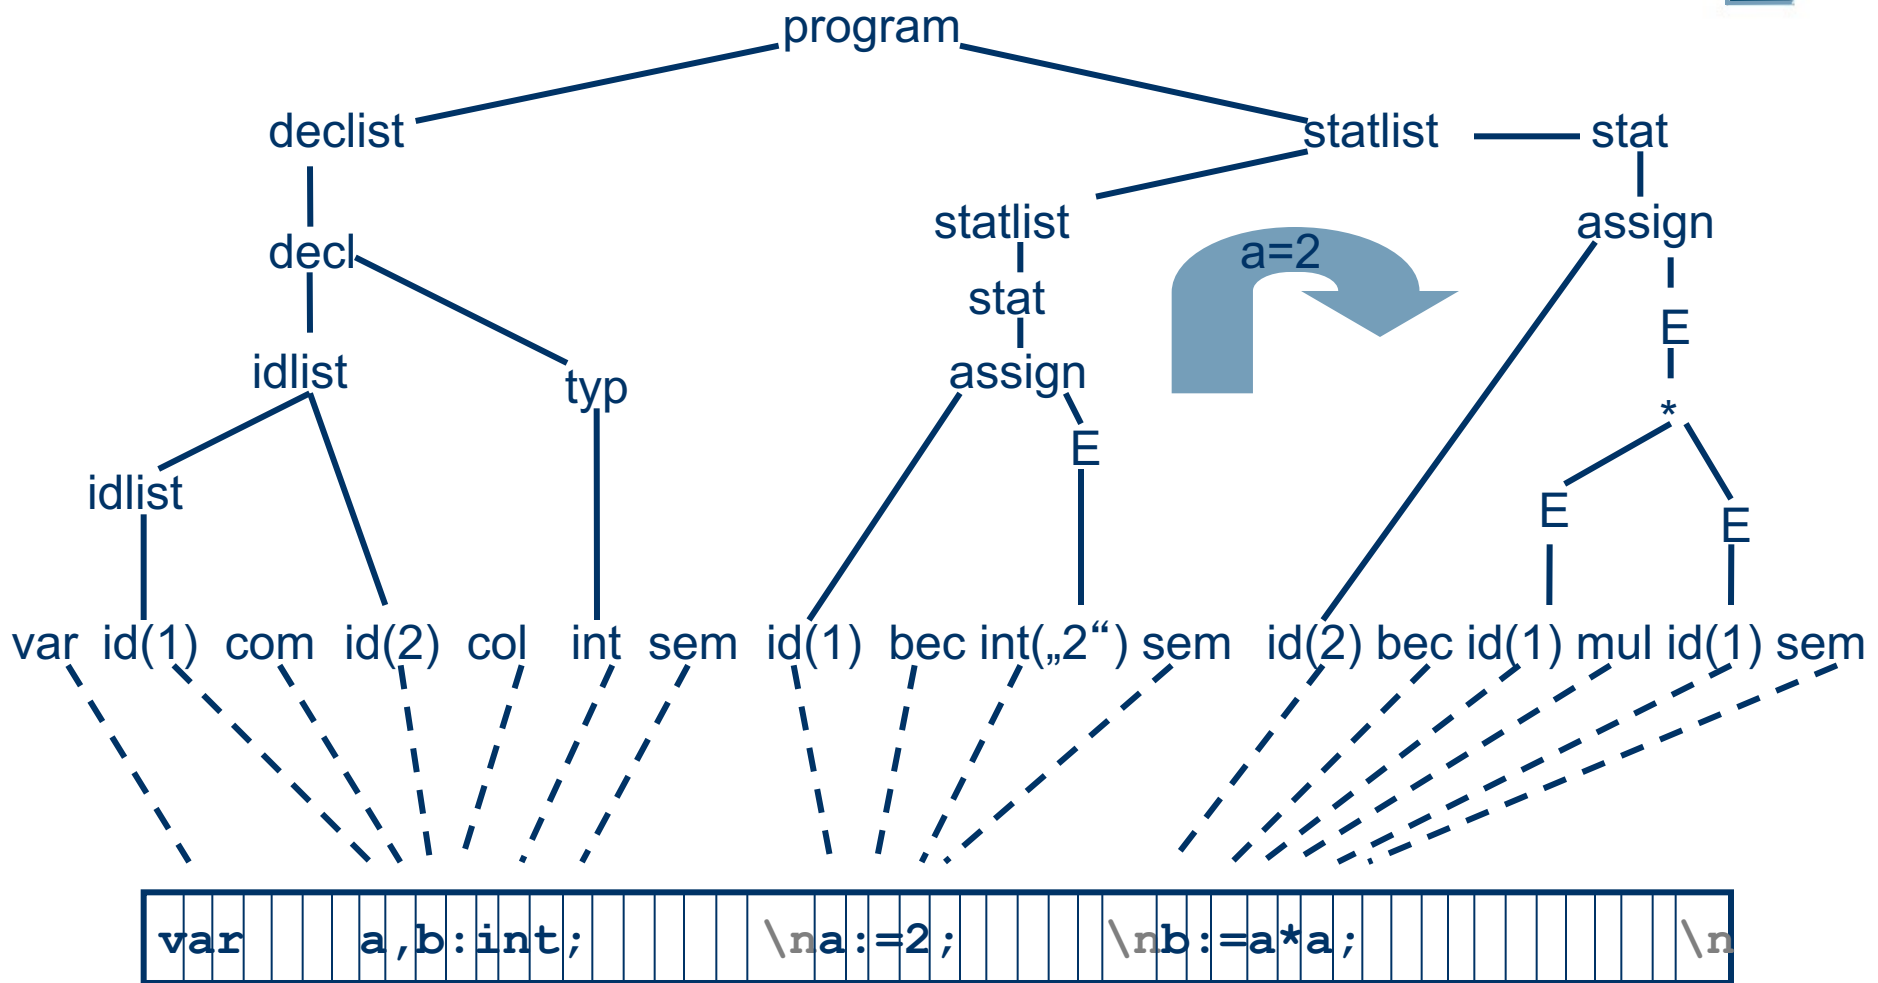 program
declist statlist stat
statlist assign
decl a=2
stat
E
idlist typ assign
*
E
idlist E E
var id(1) com id(2) col int sem id(1) bec int(„2“) sem id(2) bec id(1) mul id(1) sem
var a,b:int; \na:=2; \nb:=a*a; \n